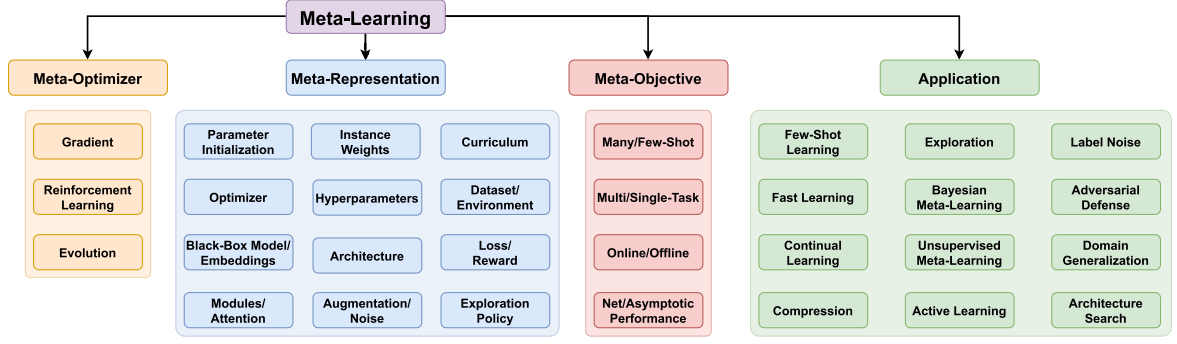 Meta-Learning
Meta-Optimizer
Meta-Representation
Meta-Objective
Application
Gradient
Reinforcement
Learning
Evolution
Parameter
Initialization
Instance
Weights
Curriculum
Optimizer
Hyperparameters
Dataset/
Environment
Black-Box Model/
Embeddings
Architecture
Loss/
Reward
Modules/
Attention
Augmentation/
Noise
Exploration
Policy
Many/Few-Shot
Multi/Single-Task
Online/Offline
Net/Asymptotic
Performance
Few-Shot
Learning
Exploration
Label Noise
Fast Learning
Bayesian
Meta-Learning
Adversarial
Defense
Continual
Learning
Unsupervised
Meta-Learning
Domain
Generalization
Compression
Active Learning
Architecture
Search